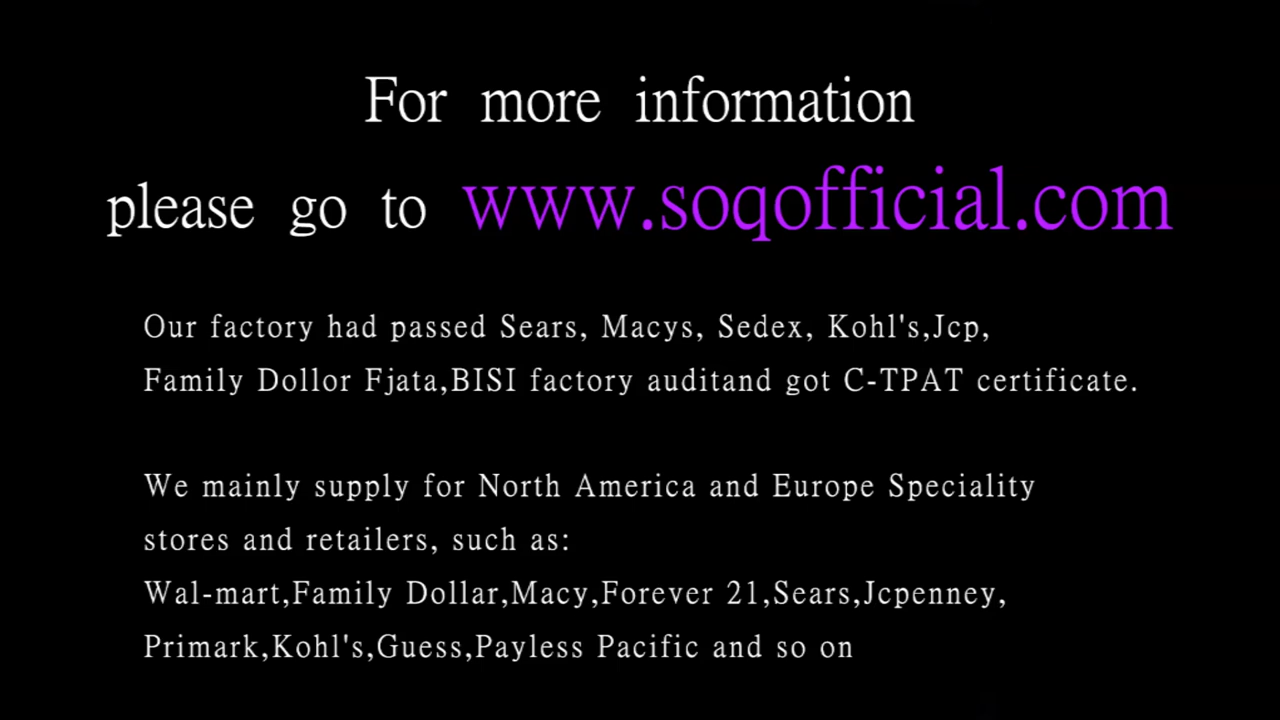 For more information
please go to www.soqofficial.com
Our factory had passed Sears, Macys, Sedex, Kohl's,Jcp,
Family Dollor Fjata,BISI factory auditand got C-TPAT certificate.
We mainly supply for North America and Europe Speciality
stores and retailers, such as:
Wal-mart,Family Dollar,Macy,Forever 21,Sears,Jcpenney,
Primark,Kohl's,Guess,Payless Pacific and so on